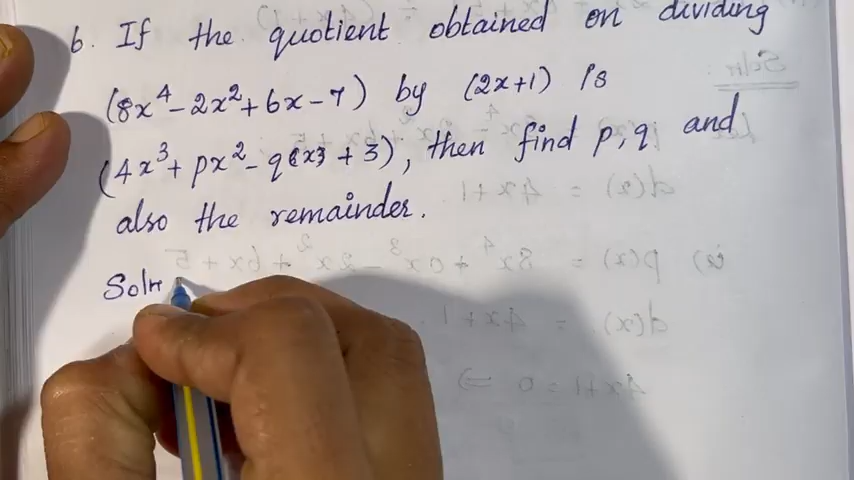 6. If the quotient obtained on dividing
(8x⁴-2x²+6x-7) by (2x+1) is
(4x³+px²-qx+3), then find p,q and
also the remainder.
Soln